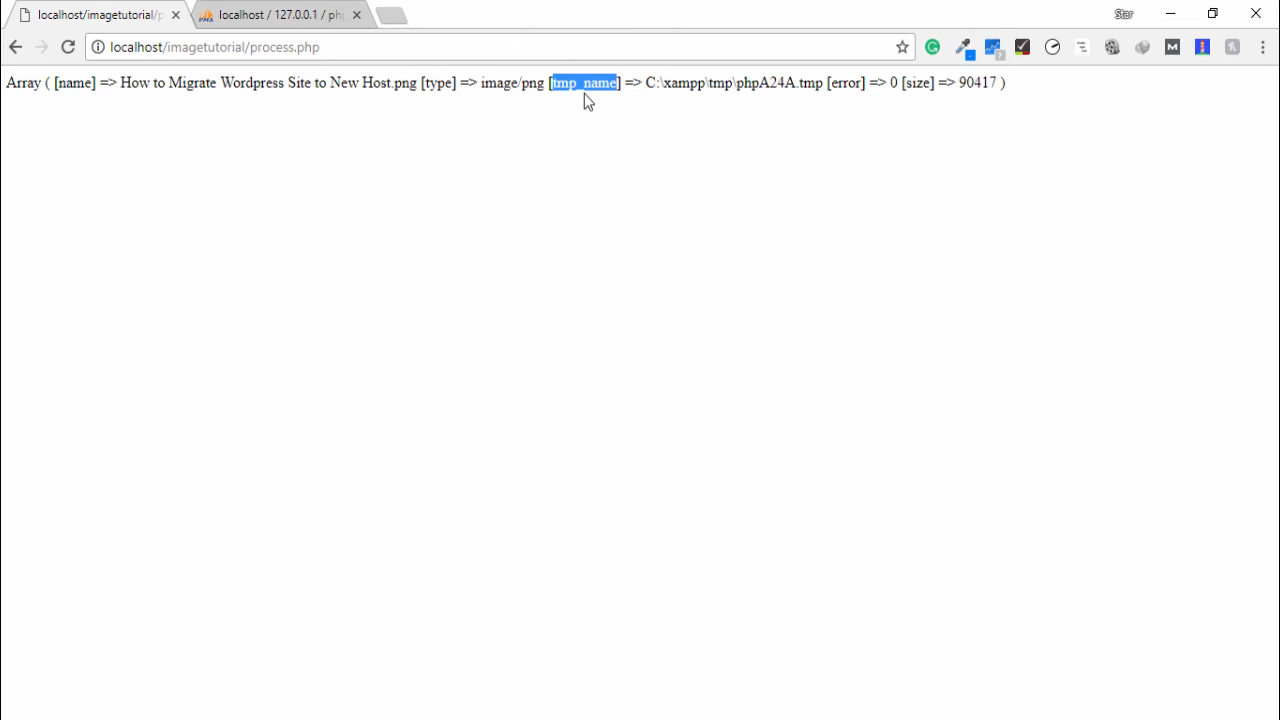 localhost/imagetutorial/p
localhost / 127.0.0.1 / ph
Star
localhost/imagetutorial/process.php
Array ( [name] => How to Migrate Wordpress Site to New Host.png [type] => image/png [tmp_name] => C:\xampp\tmp\phpA24A.tmp [error] => 0 [size] => 90417 )